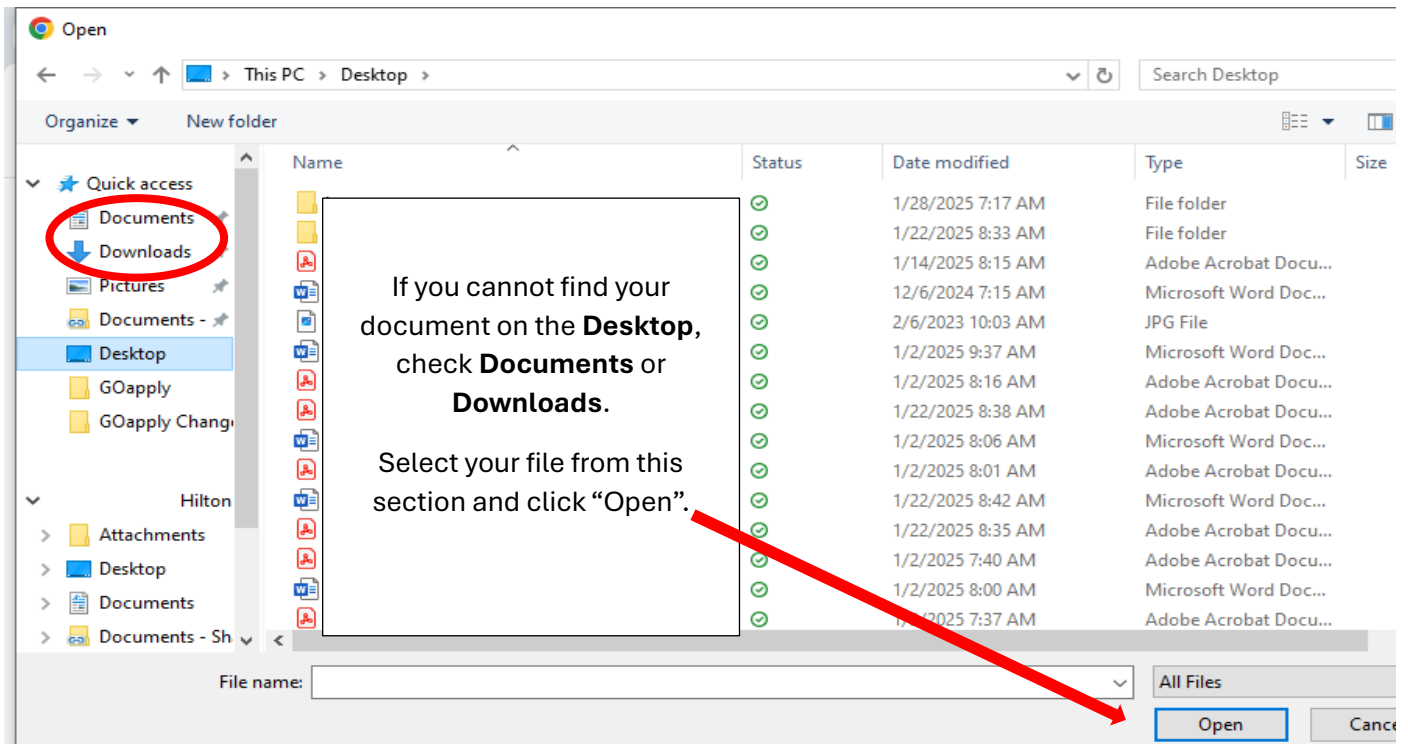 Open
This PC > Desktop >
Search Desktop
Organize
New folder
Name
Status
Date modified
Type
Size
Quick access
Documents
Downloads
Pictures
Documents -
Desktop
GOapply
GOapply Chang
Hilton
Attachments
Desktop
Documents
Documents - Sh
If you cannot find your
document on the Desktop,
check Documents or
Downloads.
Select your file from this
section and click “Open”.
1/28/2025 7:17 AM File folder
1/22/2025 8:33 AM File folder
1/14/2025 8:15 AM Adobe Acrobat Docu...
12/6/2024 7:15 AM Microsoft Word Doc...
2/6/2023 10:03 AM JPG File
1/2/2025 9:37 AM Microsoft Word Doc...
1/2/2025 8:16 AM Adobe Acrobat Docu...
1/22/2025 8:38 AM Adobe Acrobat Docu...
1/2/2025 8:06 AM Microsoft Word Doc...
1/2/2025 8:01 AM Adobe Acrobat Docu...
1/22/2025 8:42 AM Microsoft Word Doc...
1/22/2025 8:35 AM Adobe Acrobat Docu...
1/2/2025 7:40 AM Adobe Acrobat Docu...
1/2/2025 8:00 AM Microsoft Word Doc...
7:37 AM Adobe Acrobat Docu...
File name:
All Files
Open
Cance